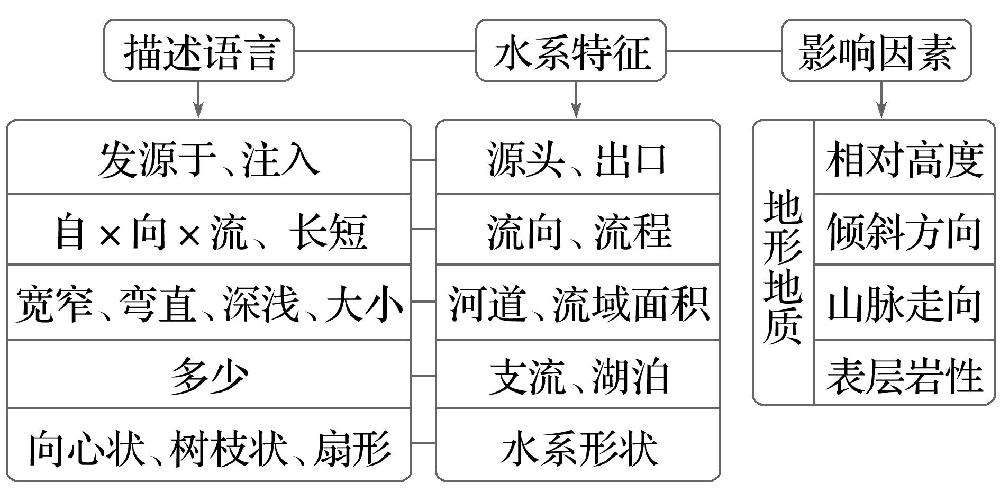 描述语言
水系特征
影响因素
发源于、注入
源头、出口
自×向×流、长短
流向、流程
宽窄、弯直、深浅、大小
河道、流域面积
多少
支流、湖泊
向心状、树枝状、扇形
水系形状
地形地质
相对高度
倾斜方向
山脉走向
表层岩性